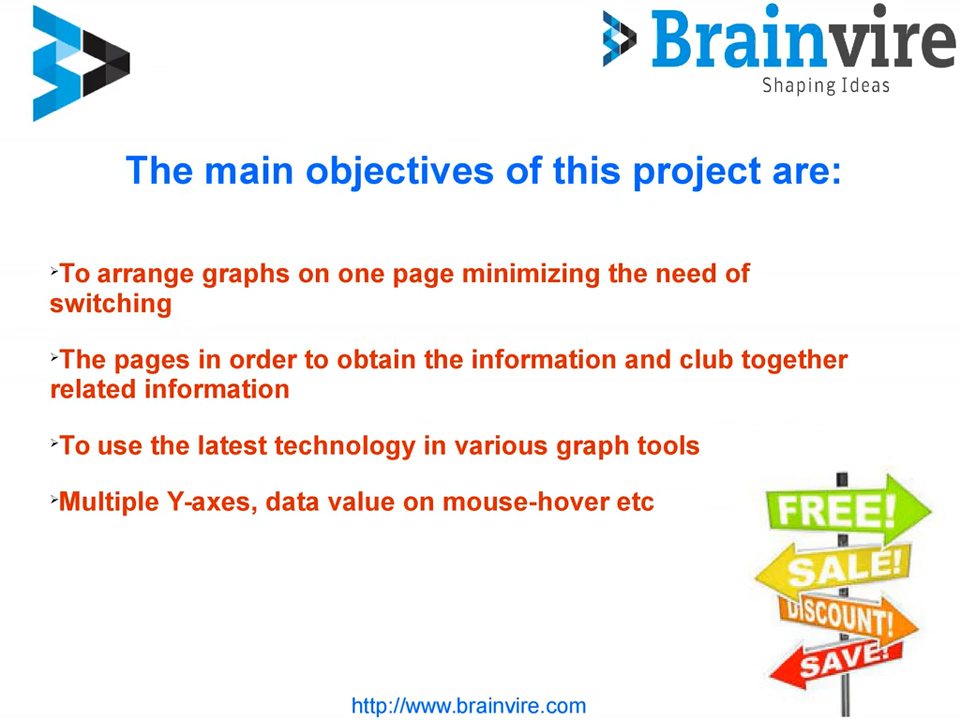 Brainvire
Shaping Ideas
The main objectives of this project are:
➢To arrange graphs on one page minimizing the need of
switching
➢The pages in order to obtain the information and club together
related information
➢To use the latest technology in various graph tools
➢Multiple Y-axes, data value on mouse-hover etc
FREE!
SALE!
DISCOUNT!
SAVE!
http://www.brainvire.com